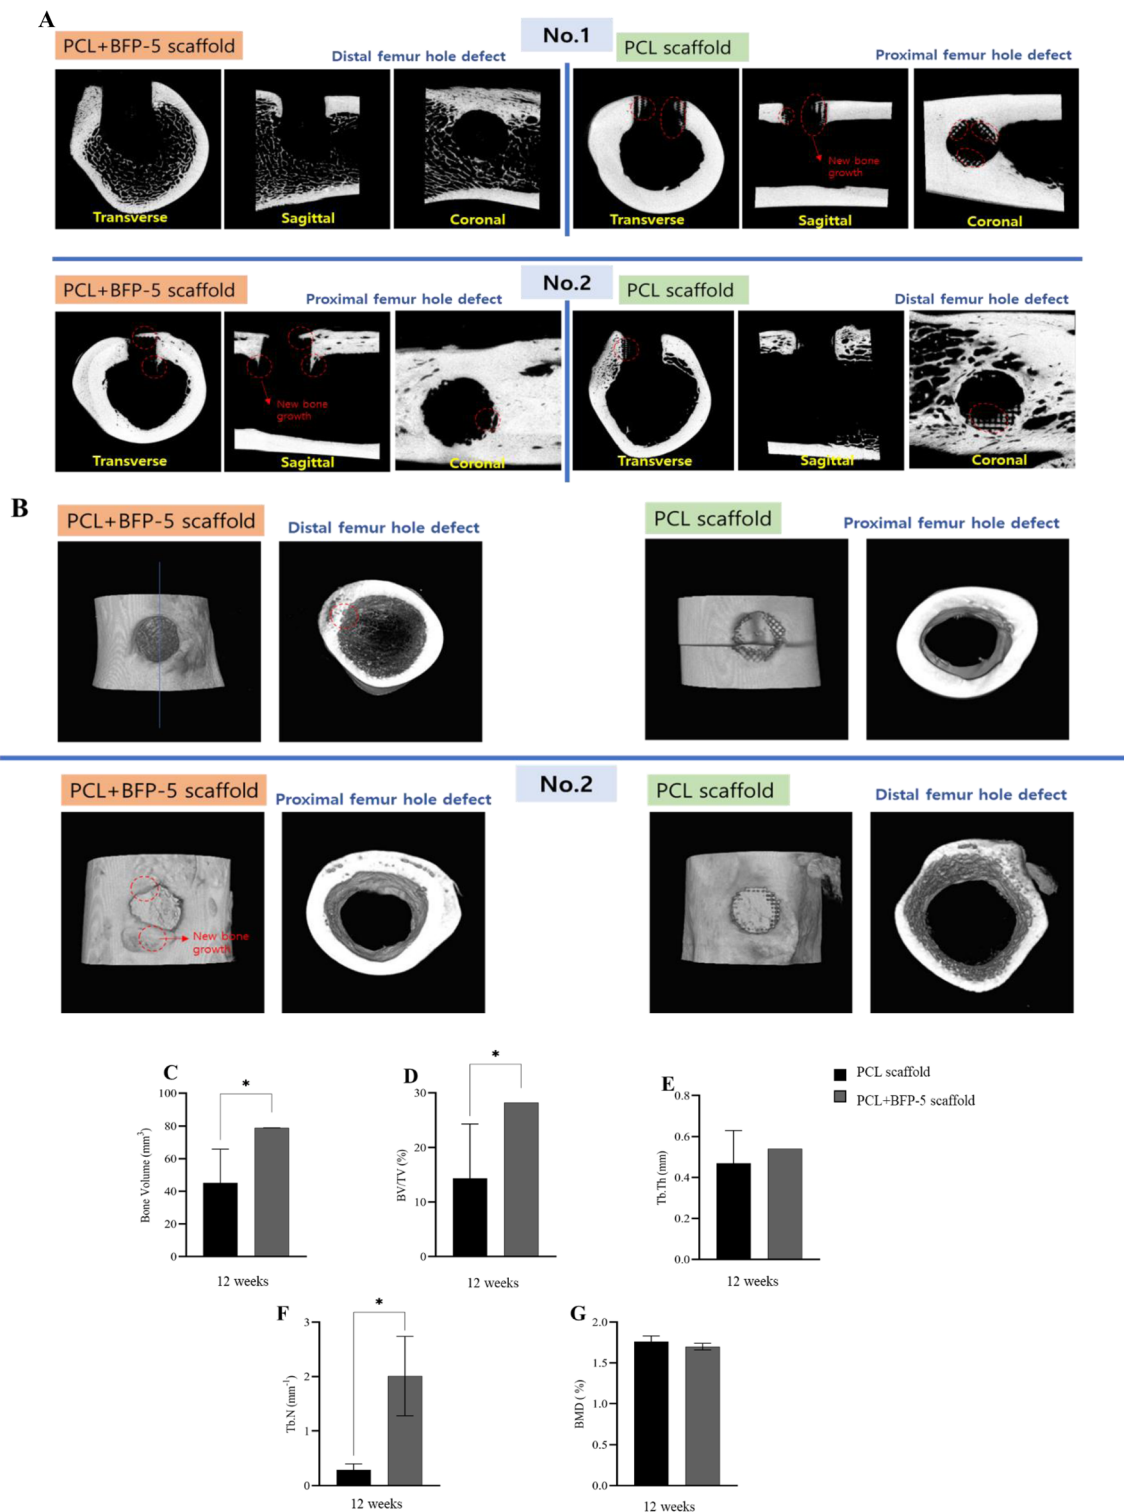 A
PCL+BFP-5 scaffold
Distal femur hole defect
No.1
PCL scaffold
Proximal femur hole defect
New bone
growth
Transverse
Sagittal
Coronal
Transverse
Sagittal
Coronal
PCL+BFP-5 scaffold
Proximal femur hole defect
No.2
PCL scaffold
Distal femur hole defect
New bone
growth
Transverse
Sagittal
Coronal
Transverse
Sagittal
Coronal
B
PCL+BFP-5 scaffold
Distal femur hole defect
PCL scaffold
Proximal femur hole defect
PCL+BFP-5 scaffold
Proximal femur hole defect
No.2
PCL scaffold
Distal femur hole defect
New bone
growth
C
*
100
80
60
40
20
0
Bone Volume (mm³)
12 weeks
D
*
30
20
10
0
BV/TV (%)
12 weeks
E
0.8
0.6
0.4
0.2
0.0
Tb.Th (mm)
12 weeks
PCL scaffold
PCL+BFP-5 scaffold
F
*
3
2
1
0
Tb.N (mm⁻¹)
12 weeks
G
2.0
1.5
1.0
0.5
0.0
BMD ( %)
12 weeks